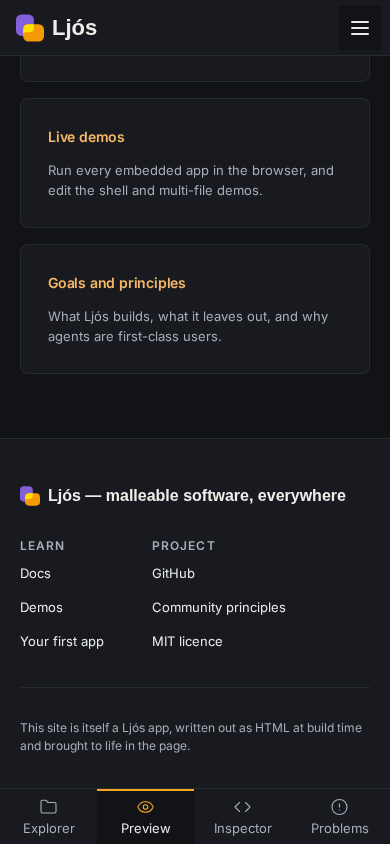 Ljós
Live demos
Run every embedded app in the browser, and
edit the shell and multi-file demos.
Goals and principles
What Ljós builds, what it leaves out, and why
agents are first-class users.
Ljós — malleable software, everywhere
LEARN
Docs
Demos
Your first app
PROJECT
GitHub
Community principles
MIT licence
This site is itself a Ljós app, written out as HTML at build time
and brought to life in the page.
Explorer
Preview
Inspector
Problems